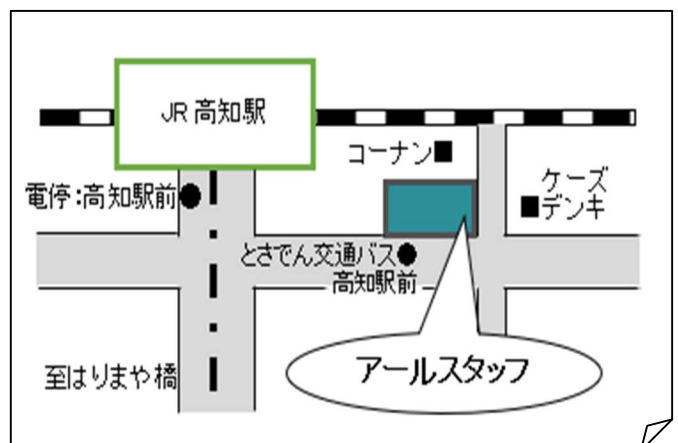 JR高知駅
コーナン■
電停:高知駅前●
ケーズ
■デンキ
とさでん交通バス●
高知駅前
至はりまや橋
アールスタッフ